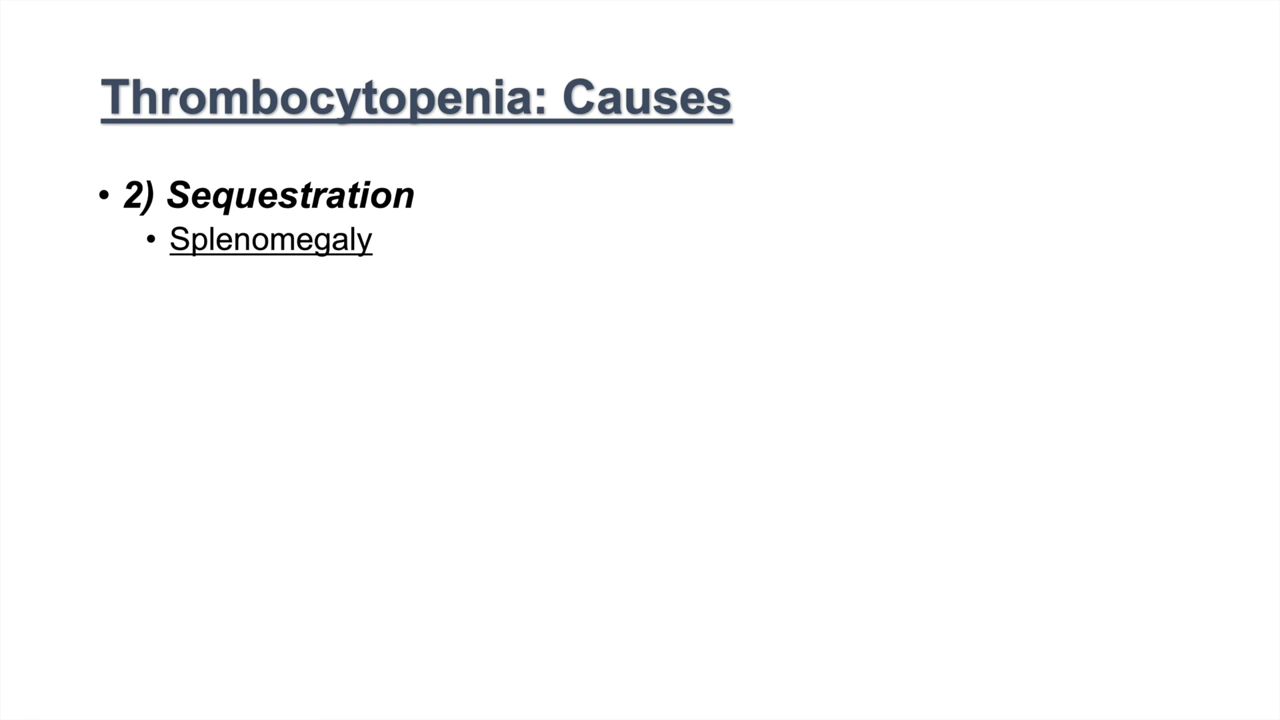 Thrombocytopenia: Causes
• 2) Sequestration
• Splenomegaly